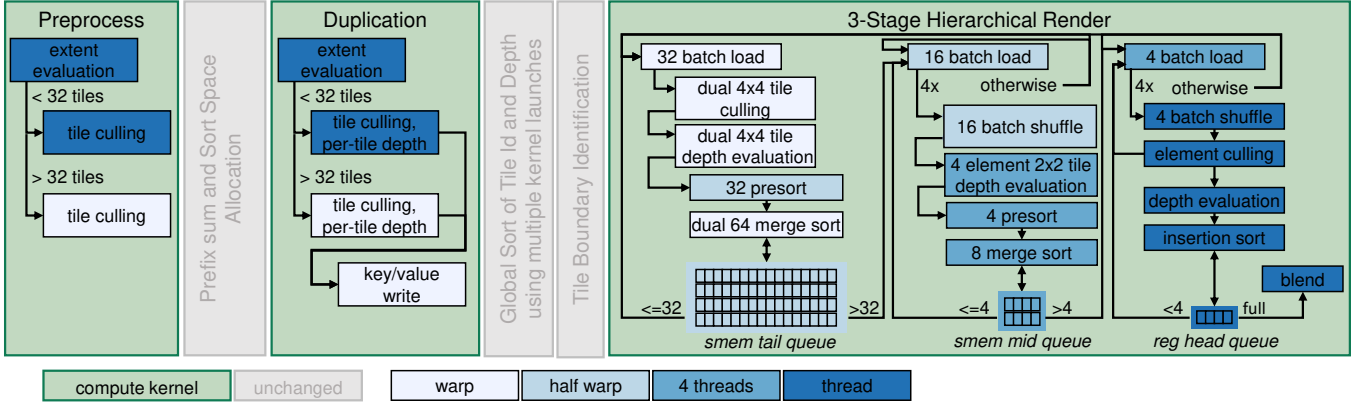 Preprocess
extent
evaluation
< 32 tiles
tile culling
> 32 tiles
tile culling
Prefix sum and Sort Space
Allocation
Duplication
extent
evaluation
< 32 tiles
tile culling,
per-tile depth
> 32 tiles
tile culling,
per-tile depth
key/value
write
Global Sort of Tile Id and Depth
using multiple kernel launches
Tile Boundary Identification
3-Stage Hierarchical Render
32 batch load
dual 4x4 tile
culling
dual 4x4 tile
depth evaluation
32 presort
dual 64 merge sort
<=32
>32
smem tail queue
16 batch load
4x
otherwise
16 batch shuffle
4 element 2x2 tile
depth evaluation
4 presort
8 merge sort
<=4
>4
smem mid queue
4 batch load
4x
otherwise
4 batch shuffle
element culling
depth evaluation
insertion sort
blend
<4
full
reg head queue
compute kernel
unchanged
warp
half warp
4 threads
thread